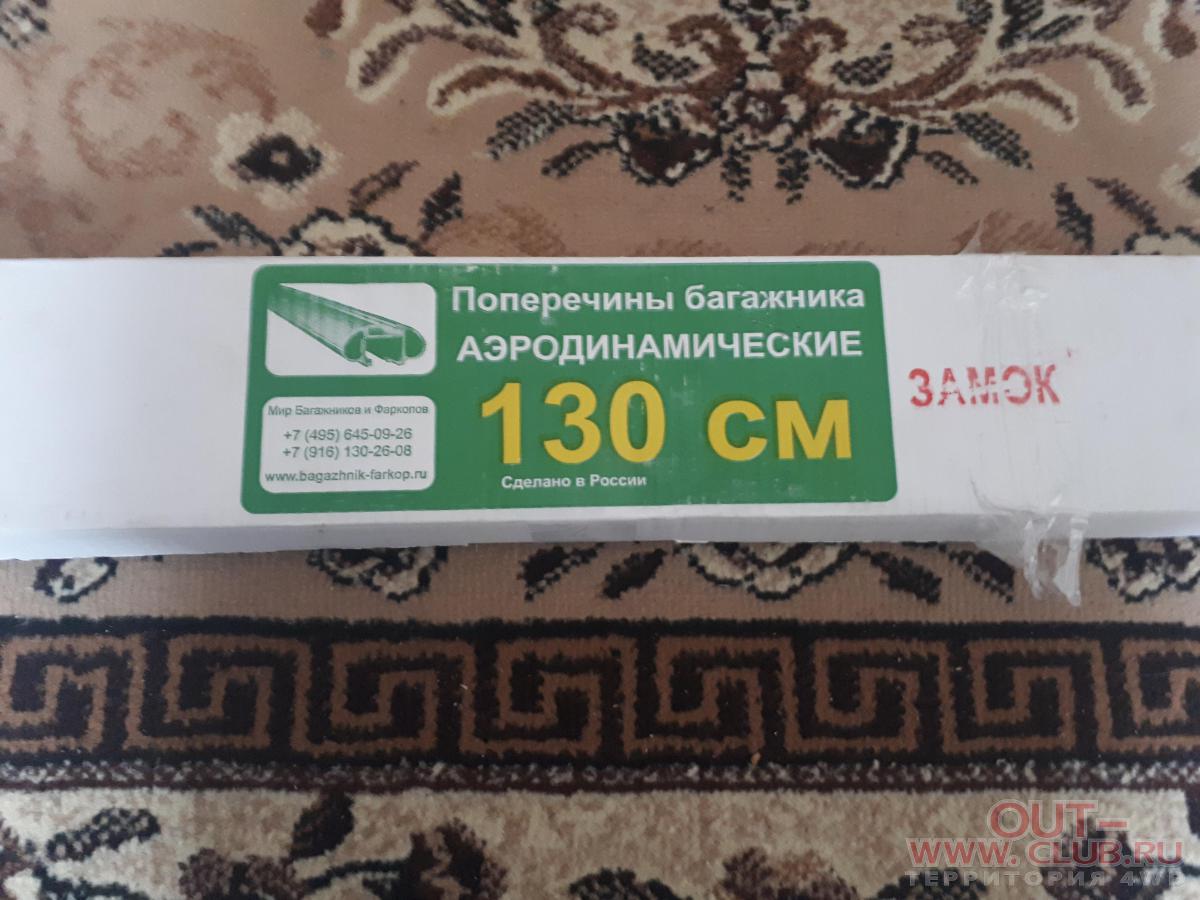 Поперечины багажника
АЭРОДИНАМИЧЕСКИЕ
130 см
Сделано в России
Мир Багажников и Фаркопов
+7 (495) 645-09-26
+7 (916) 130-26-08
www.bagazhnik-farkop.ru
ЗАМОК
OUT-
WWW.CLUB.RU
ТЕРРИТОРИЯ 4WD